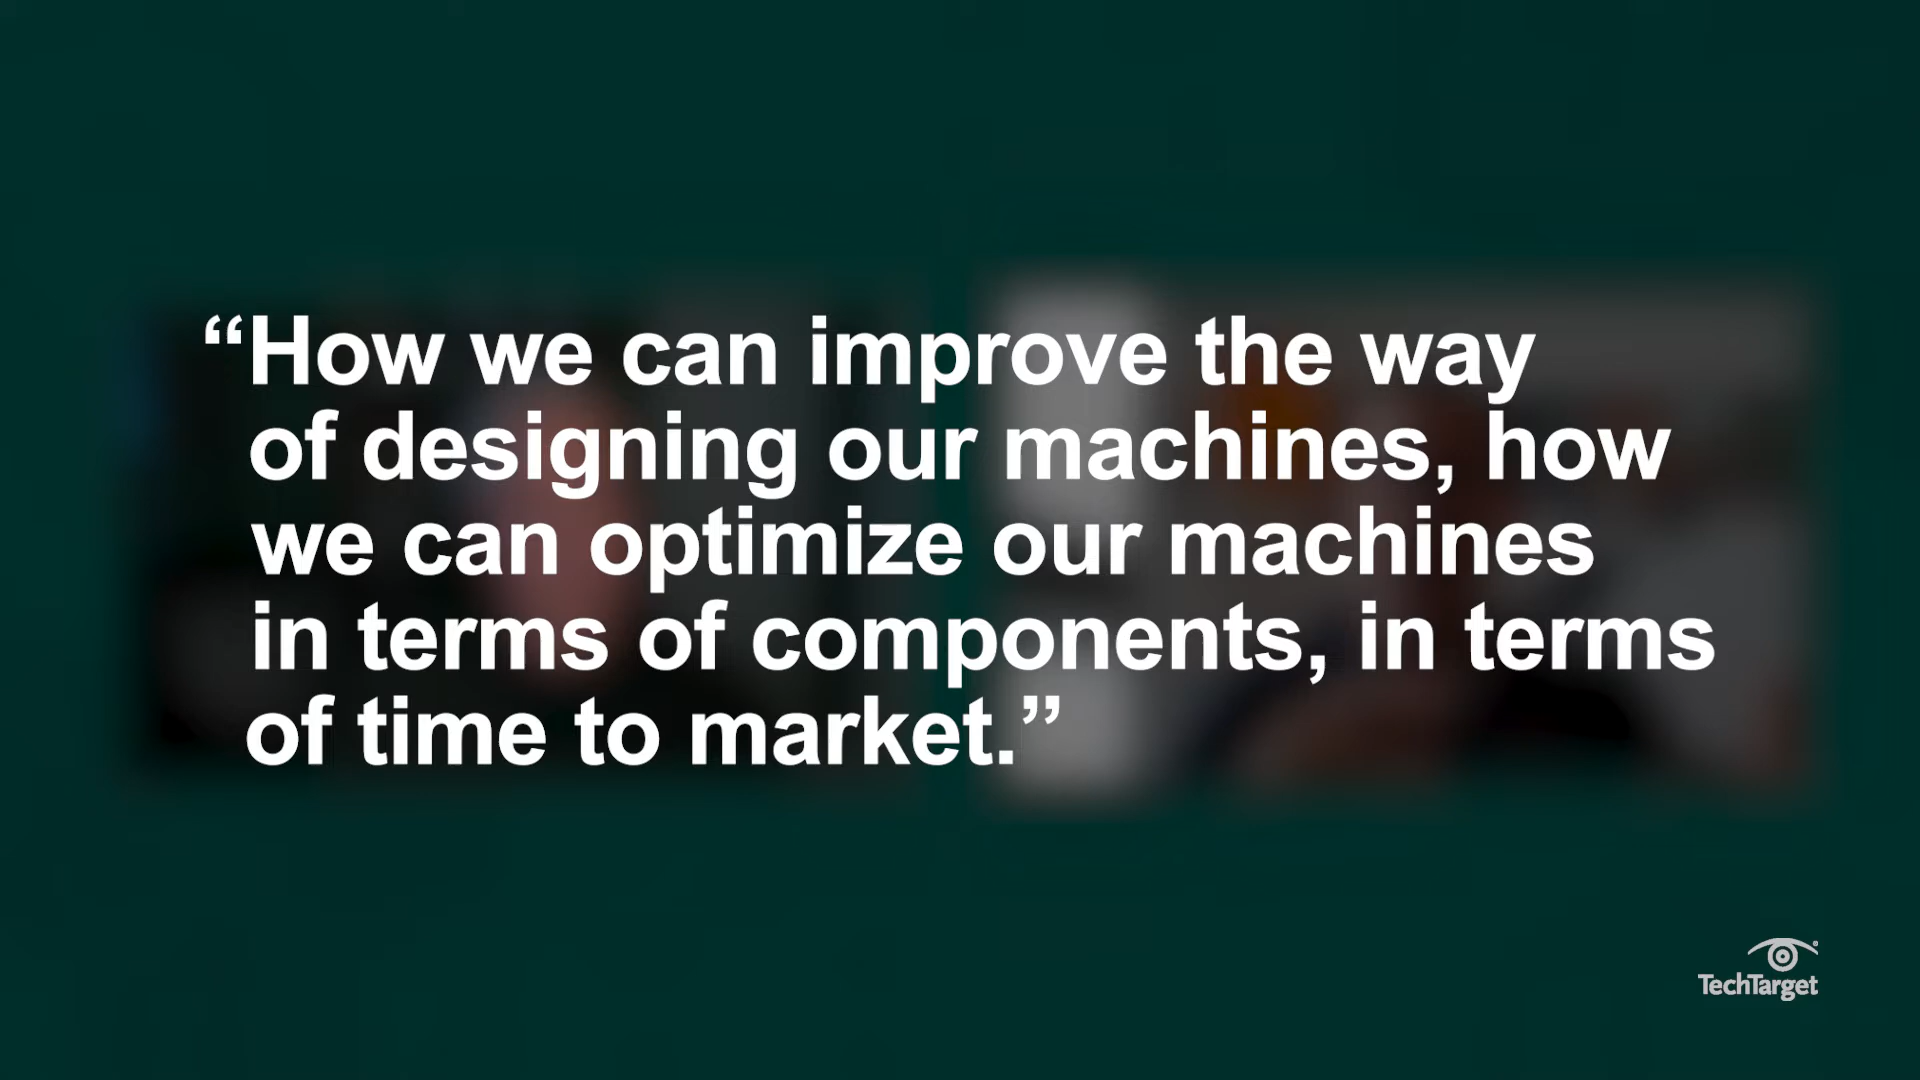 “How we can improve the way
of designing our machines, how
we can optimize our machines
in terms of components, in terms
of time to market.”
TechTarget